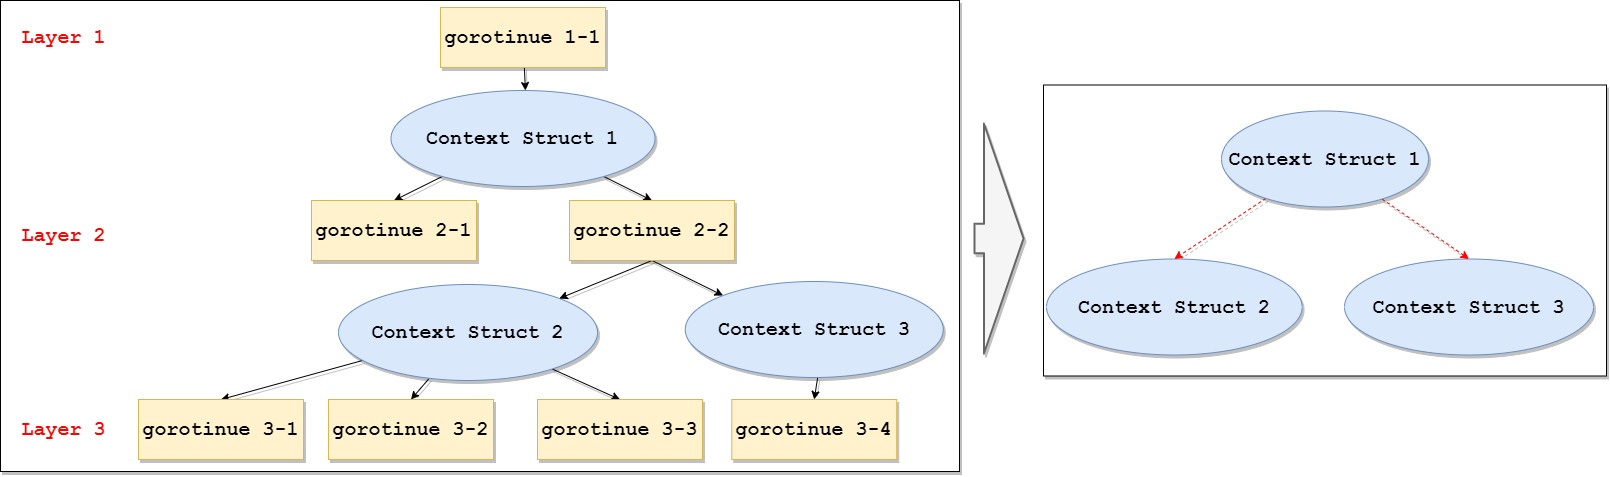 Layer 1
gorotinue 1-1
Context Struct 1
Layer 2
gorotinue 2-1
gorotinue 2-2
Context Struct 2
Context Struct 3
Layer 3
gorotinue 3-1
gorotinue 3-2
gorotinue 3-3
gorotinue 3-4
Context Struct 1
Context Struct 2
Context Struct 3